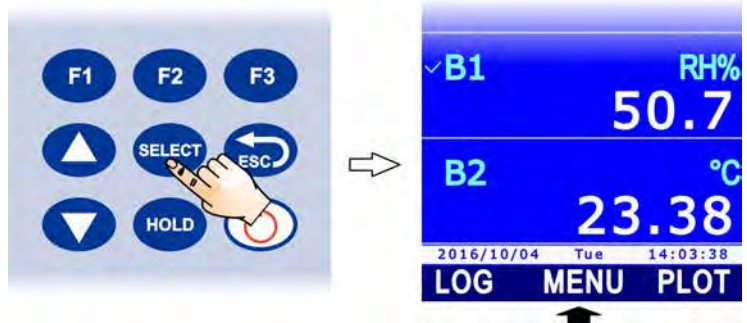 F1 F2 F3
SELECT ESC
HOLD
✓B1 RH%
50.7
B2 °C
23.38
2016/10/04 Tue 14:03:38
LOG MENU PLOT